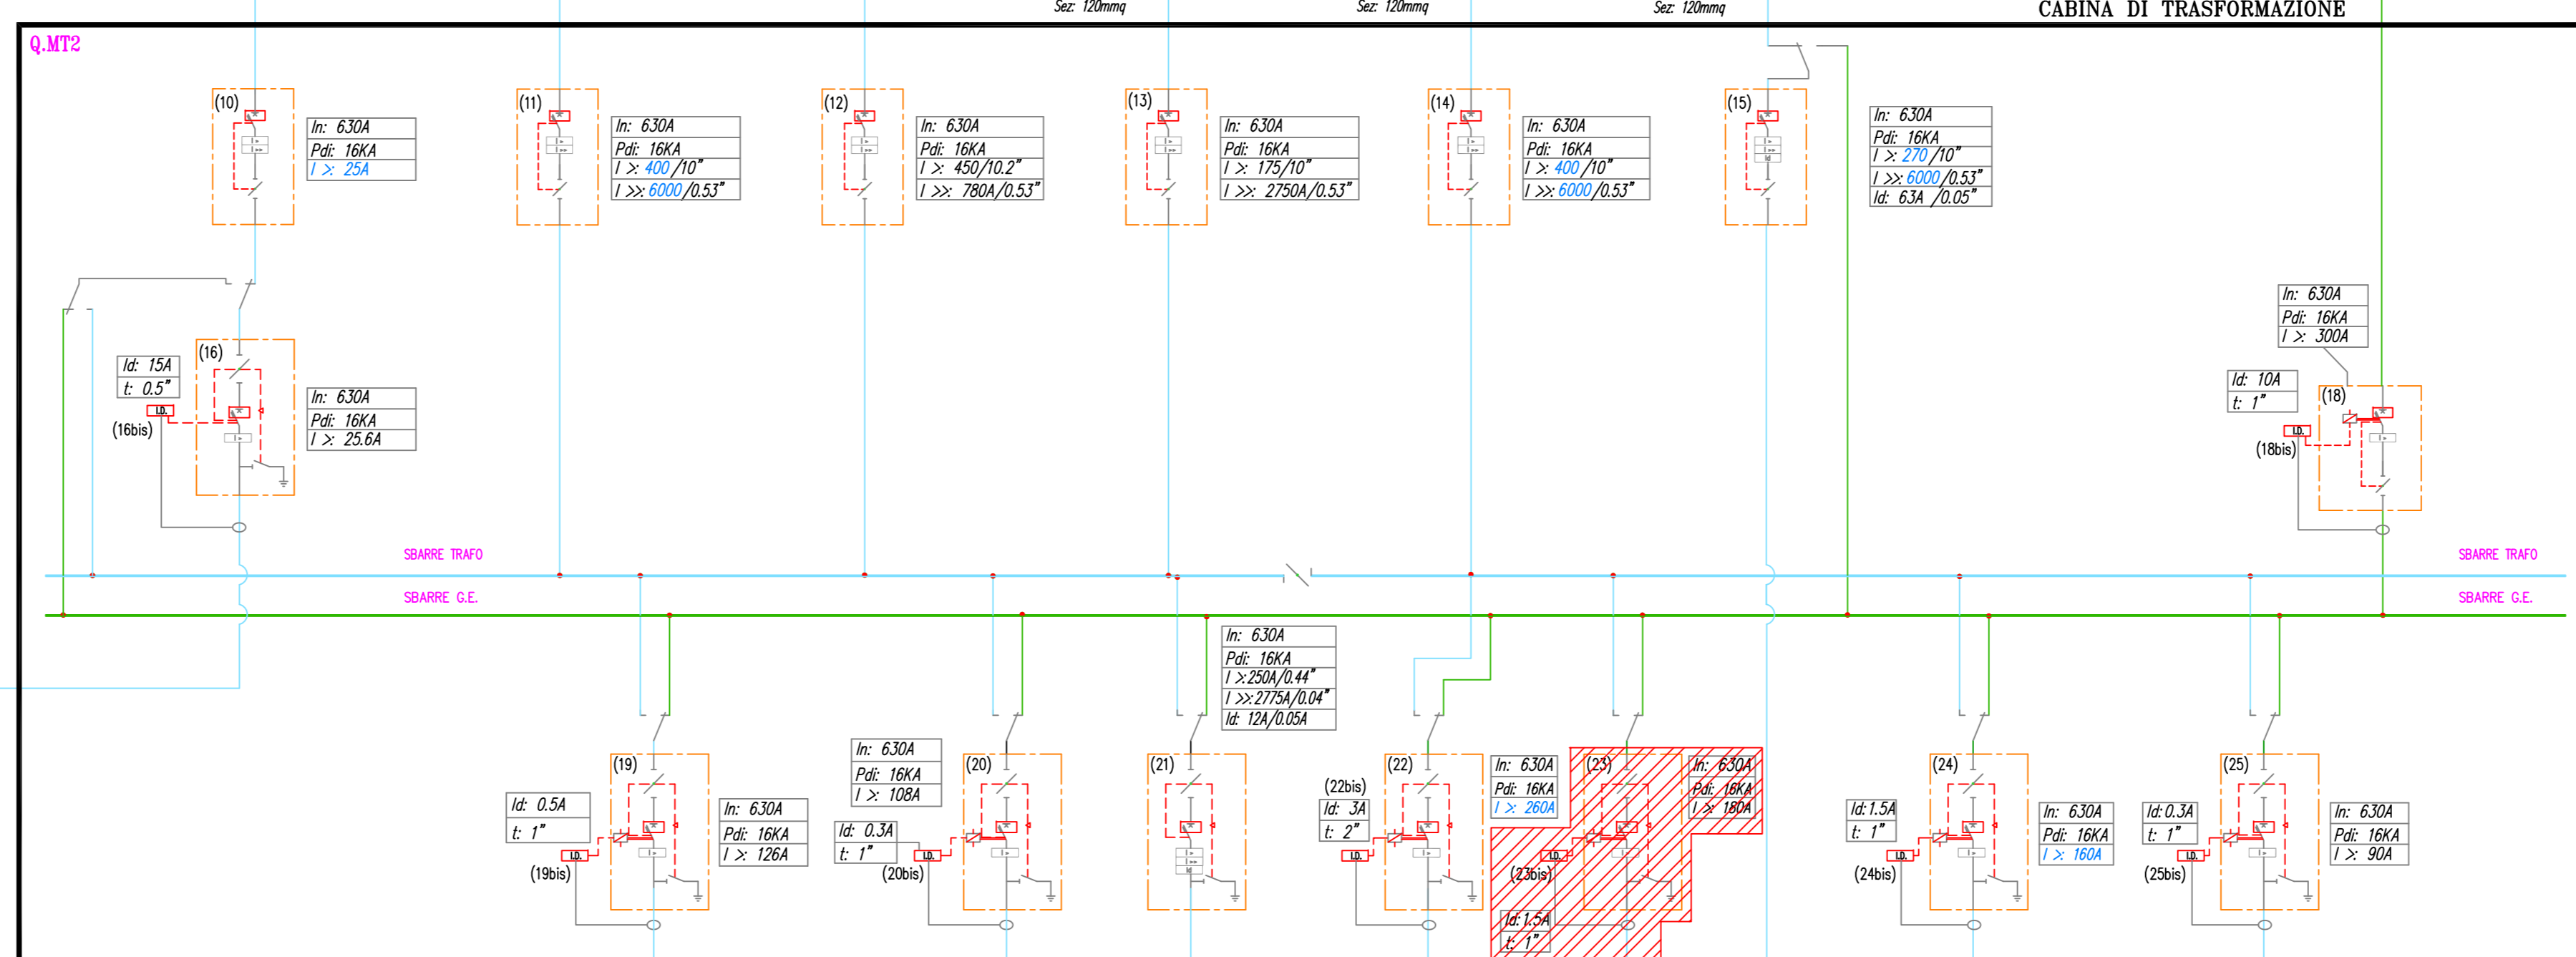 Sez: 120mmq
Sez: 120mmq
Sez: 120mmq
CABINA DI TRASFORMAZIONE
Q.MT2
(10)
In: 630A
Pdi: 16KA
I >: 25A
(11)
In: 630A
Pdi: 16KA
I >: 400/10"
I >>: 6000/0.53"
(12)
In: 630A
Pdi: 16KA
I >: 450/10.2"
I >>: 780A/0.53"
(13)
In: 630A
Pdi: 16KA
I >: 175/10"
I >>: 2750A/0.53"
(14)
In: 630A
Pdi: 16KA
I >: 400/10"
I >>: 6000/0.53"
(15)
Id
In: 630A
Pdi: 16KA
I >: 270/10"
I >>: 6000/0.53"
Id: 63A /0.05"
Id: 15A
t: 0.5"
I.D.
(16bis)
(16)
In: 630A
Pdi: 16KA
I >: 25.6A
In: 630A
Pdi: 16KA
I >: 300A
Id: 10A
t: 1"
I.D.
(18bis)
(18)
SBARRE TRAFO
SBARRE TRAFO
SBARRE G.E.
SBARRE G.E.
Id: 0.5A
t: 1"
I.D.
(19bis)
(19)
In: 630A
Pdi: 16KA
I >: 126A
In: 630A
Pdi: 16KA
I >: 108A
Id: 0.3A
t: 1"
I.D.
(20bis)
(20)
In: 630A
Pdi: 16KA
I >:250A/0.44"
I >>:2775A/0.04"
Id: 12A/0.05A
(21)
Id
(22bis)
Id: 3A
t: 2"
I.D.
(22)
In: 630A
Pdi: 16KA
I >: 260A
(23)
In: 630A
Pdi: 16KA
I >: 180A
I.D.
(23bis)
Id:1.5A
t: 1"
Id:1.5A
t: 1"
I.D.
(24bis)
(24)
In: 630A
Pdi: 16KA
I >: 160A
Id:0.3A
t: 1"
I.D.
(25bis)
(25)
In: 630A
Pdi: 16KA
I >: 90A